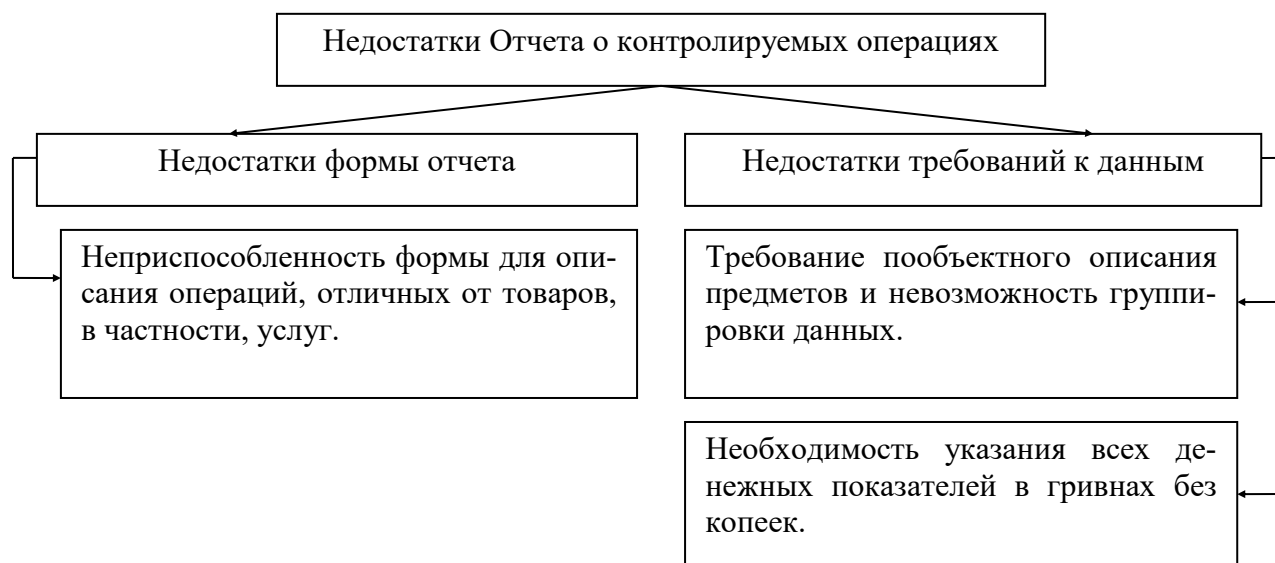 Недостатки Отчета о контролируемых операциях
Недостатки формы отчета
Недостатки требований к данным
Неприспособленность формы для опи-
сания операций, отличных от товаров,
в частности, услуг.
Требование пообъектного описания
предметов и невозможность группи-
ровки данных.
Необходимость указания всех де-
нежных показателей в гривнах без
копеек.